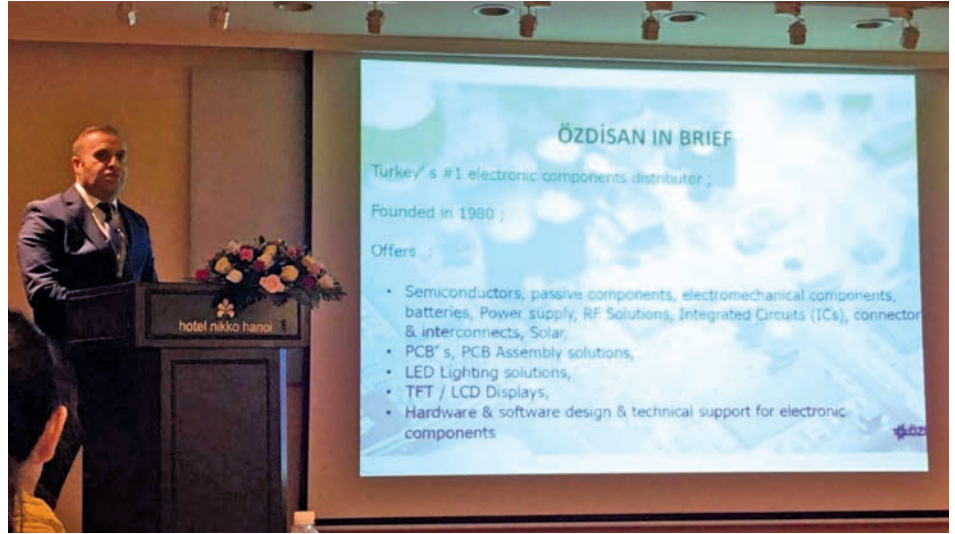 ÖZDİSAN IN BRIEF
Turkey's #1 electronic components distributor ;
Founded in 1980 ;
Offers :
• Semiconductors, passive components, electromechanical components,
batteries, Power supply, RF Solutions, Integrated Circuits (ICs), connector
& interconnects, Solar,
• PCB's, PCB Assembly solutions,
• LED Lighting solutions,
• TFT / LCD Displays,
• Hardware & software design & technical support for electronic
components
ÖZ
hotel nikko hanoi